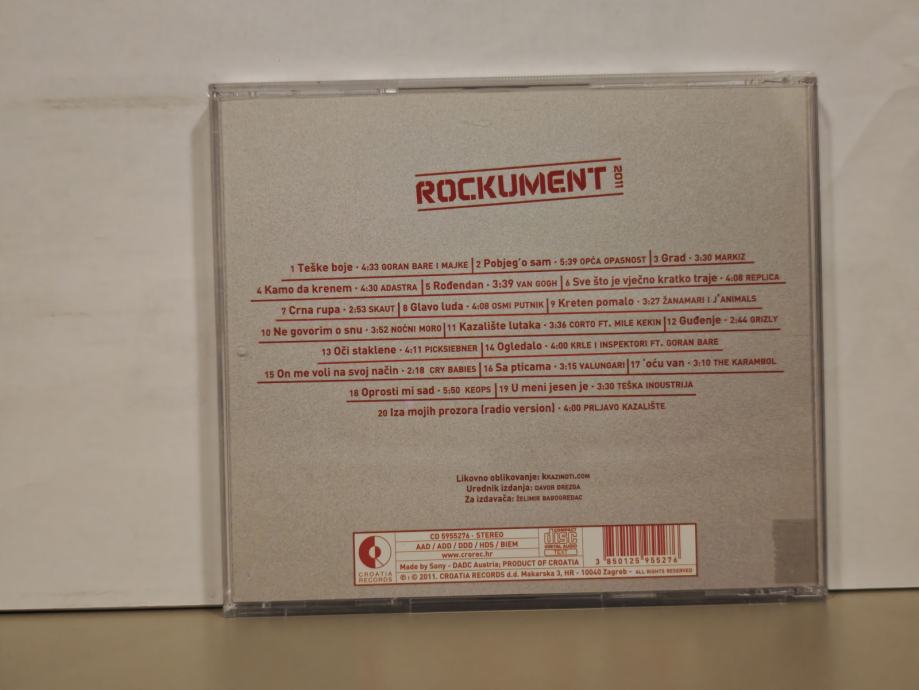 ROCKUMENT 2011
1 Teške boje · 4:33 GORAN BARE I MAJKE | 2 Pobjeg'o sam · 5:39 OPĆA OPASNOST | 3 Grad · 3:30 MARKIZ
4 Kamo da krenem · 4:30 ADASTRA | 5 Rođendan · 3:39 VAN GOGH | 6 Sve što je vječno kratko traje · 4:08 REPLICA
7 Crna rupa · 2:53 SKAUT | 8 Glavo luda · 4:08 OSMI PUTNIK | 9 Kreten pomalo · 3:27 ŽANAMARI I J'ANIMALS
10 Ne govorim o snu · 3:52 NOĆNI MORO | 11 Kazalište lutaka · 3:36 CORTO FT. MILE KEKIN | 12 Guđenje · 2:44 GRIZLY
13 Oči staklene · 4:11 PICKSIEBNER | 14 Ogledalo · 4:00 KRLE I INSPEKTORI FT. GORAN BARE
15 On me voli na svoj način · 2:18 CRY BABIES | 16 Sa pticama · 3:15 VALUNGARI | 17 'oću van · 3:10 THE KARAMBOL
18 Oprosti mi sad · 5:50 KEOPS | 19 U meni jesen je · 3:30 TEŠKA INDUSTRIJA
20 Iza mojih prozora (radio version) · 4:00 PRLJAVO KAZALIŠTE
Likovno oblikovanje: KKAZINOTI.COM
Urednik izdanja: DAVOR DREZGA
Za izdavača: ŽELIMIR BABOGREDAC
CROATIA RECORDS
CD 5955276 · STEREO
AAD / ADD / DDD / HDS / BIEM
www.crorec.hr
Made by Sony - DADC Austria; PRODUCT OF CROATIA
℗ i © 2011. CROATIA RECORDS d.d. Makarska 3, HR - 10040 Zagreb - ALL RIGHTS RESERVED
COMPACT disc DIGITAL AUDIO TEXT
3 850125 955276